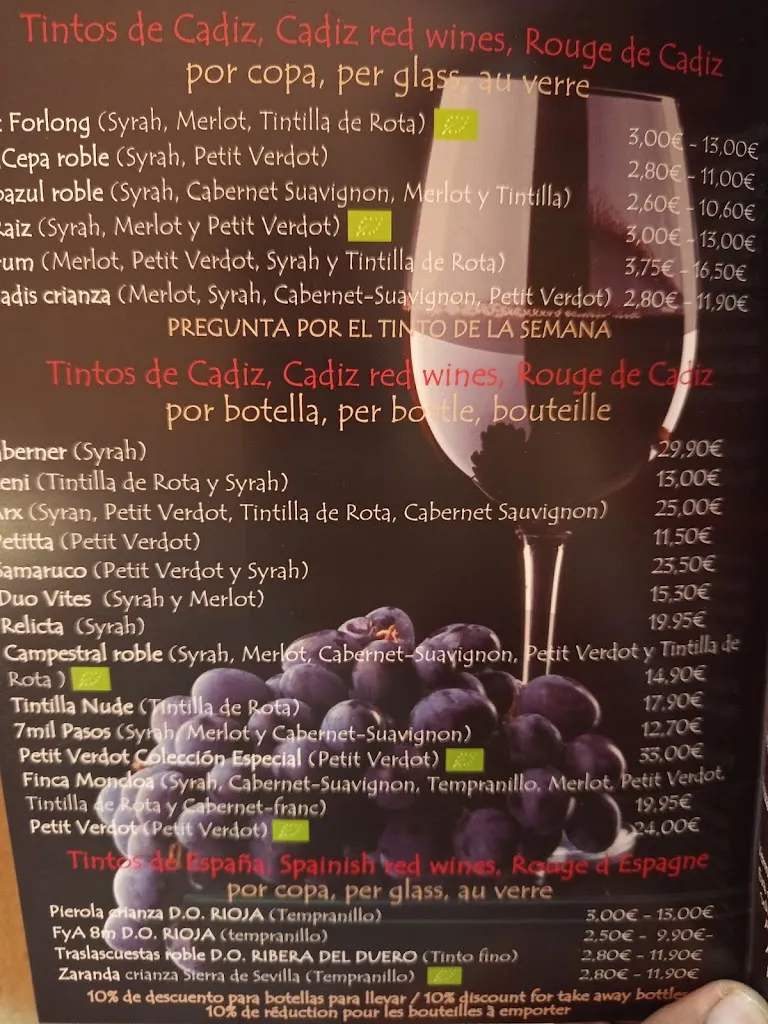 Tintos de Cadiz, Cadiz red wines, Rouge de Cadiz
por copa, per glass, au verre
Forlong (Syrah, Merlot, Tintilla de Rota) 3,00€ - 13,00€
Cepa roble (Syrah, Petit Verdot) 2,80€ - 11,00€
roble (Syrah, Cabernet Suavignon, Merlot y Tintilla) 2,60€ - 10,60€
(Syrah, Merlot y Petit Verdot) 3,00€ - 13,00€
(Merlot, Petit Verdot, Syrah y Tintilla de Rota) 3,75€ - 16,50€
crianza (Merlot, Syrah, Cabernet-Suavignon, Petit Verdot) 2,80€ - 11,90€
PREGUNTA POR EL TINTO DE LA SEMANA
Tintos de Cadiz, Cadiz red wines, Rouge de Cadiz
por botella, per bottle, bouteille
(Syrah) 29,90€
(Tintilla de Rota y Syrah) 13,00€
(Syran, Petit Verdot, Tintilla de Rota, Cabernet Sauvignon) 25,00€
(Petit Verdot) 11,50€
Samaruco (Petit Verdot y Syrah) 23,50€
Duo Vites (Syrah y Merlot) 15,30€
Relicta (Syrah) 19.95€
Campestral roble (Syrah, Merlot, Cabernet-Suavignon, Petit Verdot y Tintilla de
Rota ) 14,90€
Tintilla Nude (Tintilla de Rota) 17,90€
7mil Pasos (Syrah, Merlot y Cabernet-Suavignon) 12,70€
Petit Verdot Colección Especial (Petit Verdot) 33,00€
Finca Moncloa (Syrah, Cabernet-Suavignon, Tempranillo, Merlot, Petit Verdot,
Tintilla de Rota y Cabernet-franc) 19,95€
Petit Verdot (Petit Verdot) 24,00€
Tintos de España, Spainish red wines, Rouge d'Espagne
por copa, per glass, au verre
Pierola crianza D.O. RIOJA (Tempranillo) 3,00€ - 13,00€
FyA 8m D.O. RIOJA (tempranillo) 2,50€ - 9,90€-
Traslascuestas roble D.O. RIBERA DEL DUERO (Tinto fino) 2,80€ - 11,90€
Zaranda crianza Sierra de Sevilla (Tempranillo) 2,80€ - 11,90€
10% de descuento para botellas para llevar / 10% discount for take away bottles
10% de réduction pour les bouteilles à emporter